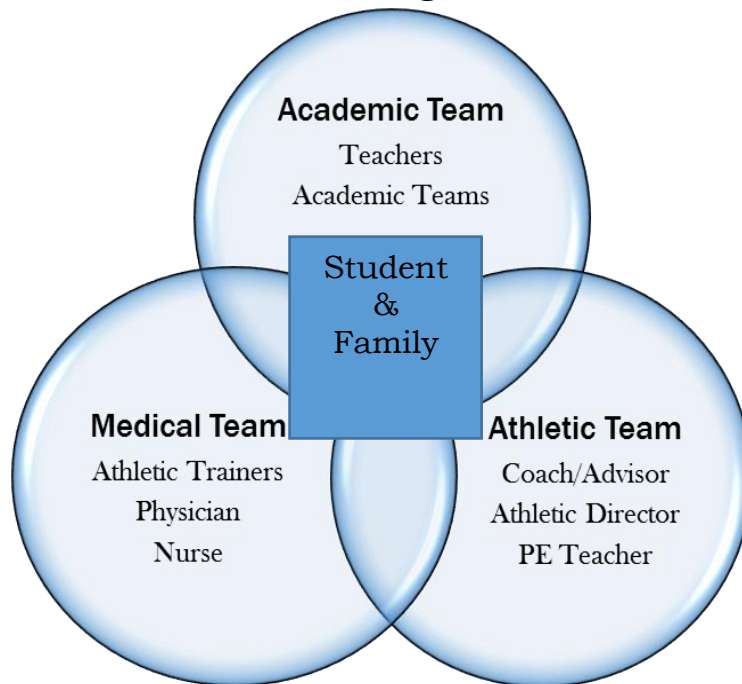 Academic Team
Teachers
Academic Teams
Student
&
Family
Medical Team
Athletic Trainers
Physician
Nurse
Athletic Team
Coach/Advisor
Athletic Director
PE Teacher